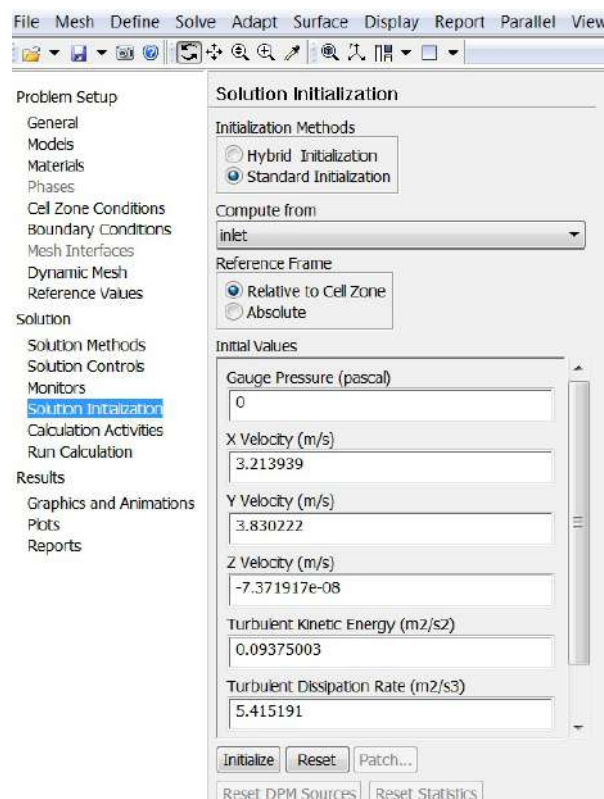 File Mesh Define Solve Adapt Surface Display Report Parallel View
Problem Setup
General
Models
Materials
Phases
Cell Zone Conditions
Boundary Conditions
Mesh Interfaces
Dynamic Mesh
Reference Values
Solution
Solution Methods
Solution Controls
Monitors
Solution Initialization
Calculation Activities
Run Calculation
Results
Graphics and Animations
Plots
Reports
Solution Initialization
Initialization Methods
Hybrid Initialization
Standard Initialization
Compute from
inlet
Reference Frame
Relative to Cell Zone
Absolute
Initial Values
Gauge Pressure (pascal)
0
X Velocity (m/s)
3.213939
Y Velocity (m/s)
3.830222
Z Velocity (m/s)
-7.371917e-08
Turbulent Kinetic Energy (m2/s2)
0.09375003
Turbulent Dissipation Rate (m2/s3)
5.415191
Initialize Reset Patch...
Reset DPM Sources Reset Statistics